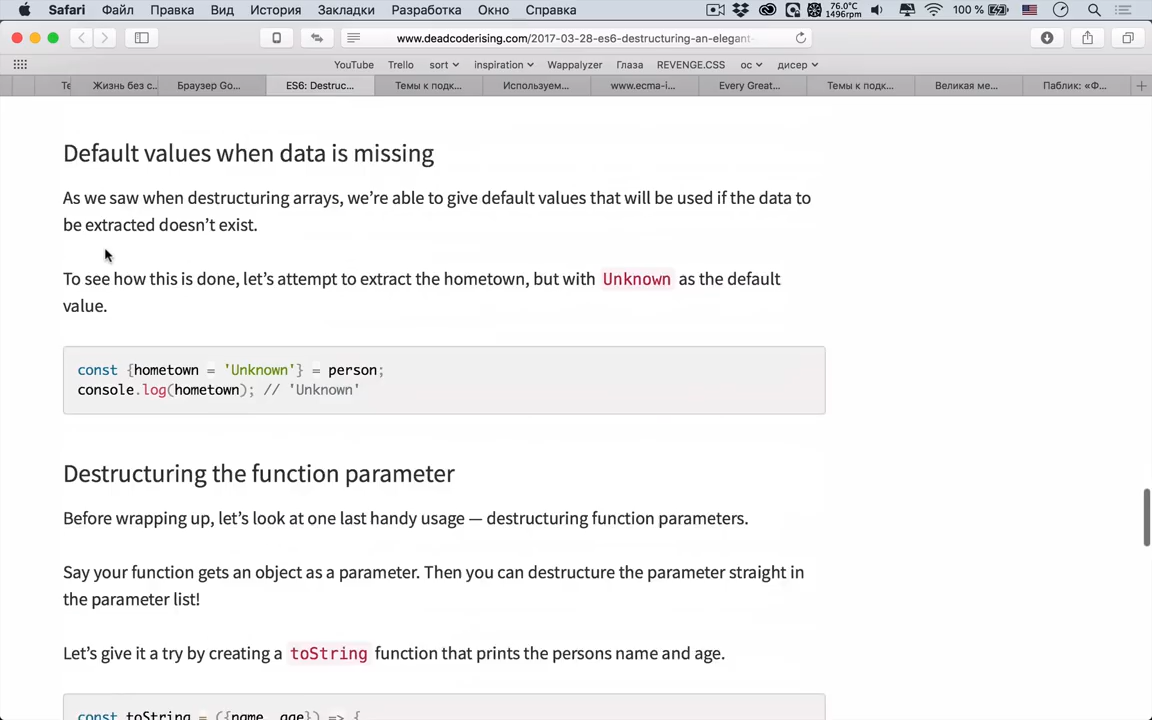 Safari Файл Правка Вид История Закладки Разработка Окно Справка 76.0°C 1496rpm 100 %
www.deadcoderising.com/2017-03-28-es6-destructuring-an-elegant-
YouTube Trello sort inspiration Wappalyzer Глаза REVENGE.CSS ос дисер
Те Жизнь без с... Браузер Go... ES6: Destruc... Темы к подк... Используем... www.ecma-i... Every Great... Темы к подк... Великая ме... Паблик: «Ф...
Default values when data is missing
As we saw when destructuring arrays, we’re able to give default values that will be used if the data to
be extracted doesn’t exist.
To see how this is done, let’s attempt to extract the hometown, but with Unknown as the default
value.
const {hometown = 'Unknown'} = person;
console.log(hometown); // 'Unknown'
Destructuring the function parameter
Before wrapping up, let’s look at one last handy usage — destructuring function parameters.
Say your function gets an object as a parameter. Then you can destructure the parameter straight in
the parameter list!
Let’s give it a try by creating a toString function that prints the persons name and age.
const toString = ({name, age}) => {